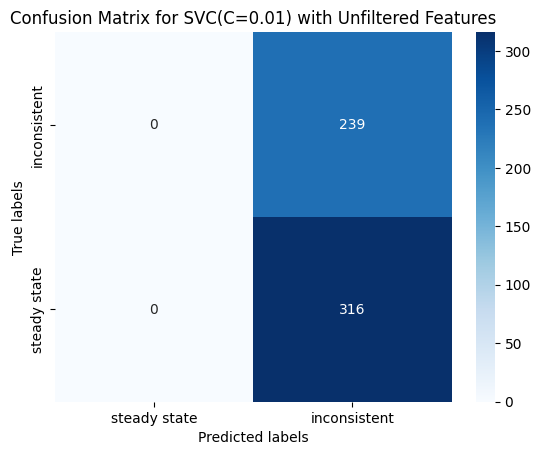 Confusion Matrix for SVC(C=0.01) with Unfiltered Features
True labels
inconsistent
steady state
0
239
0
316
steady state
inconsistent
Predicted labels
300
250
200
150
100
50
0